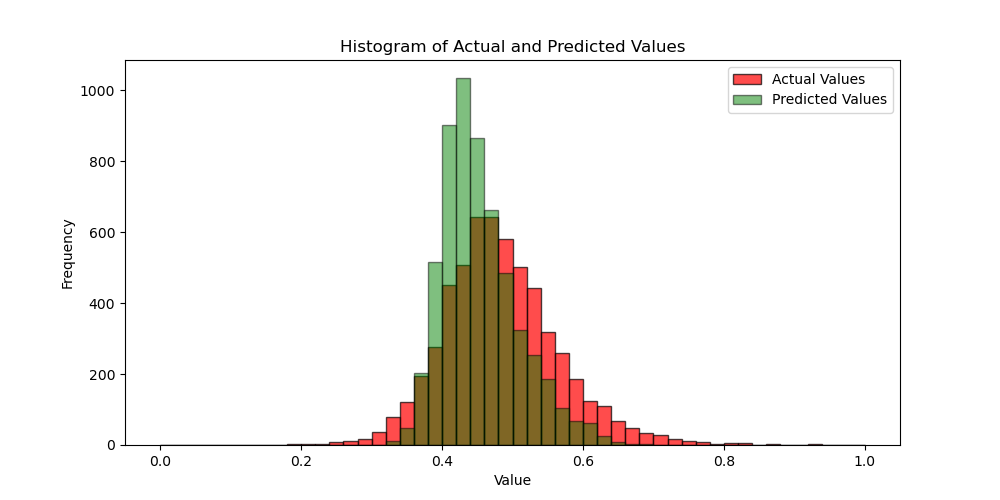 Histogram of Actual and Predicted Values
Actual Values
Predicted Values
1000
800
600
400
200
0
Frequency
0.0 0.2 0.4 0.6 0.8 1.0
Value